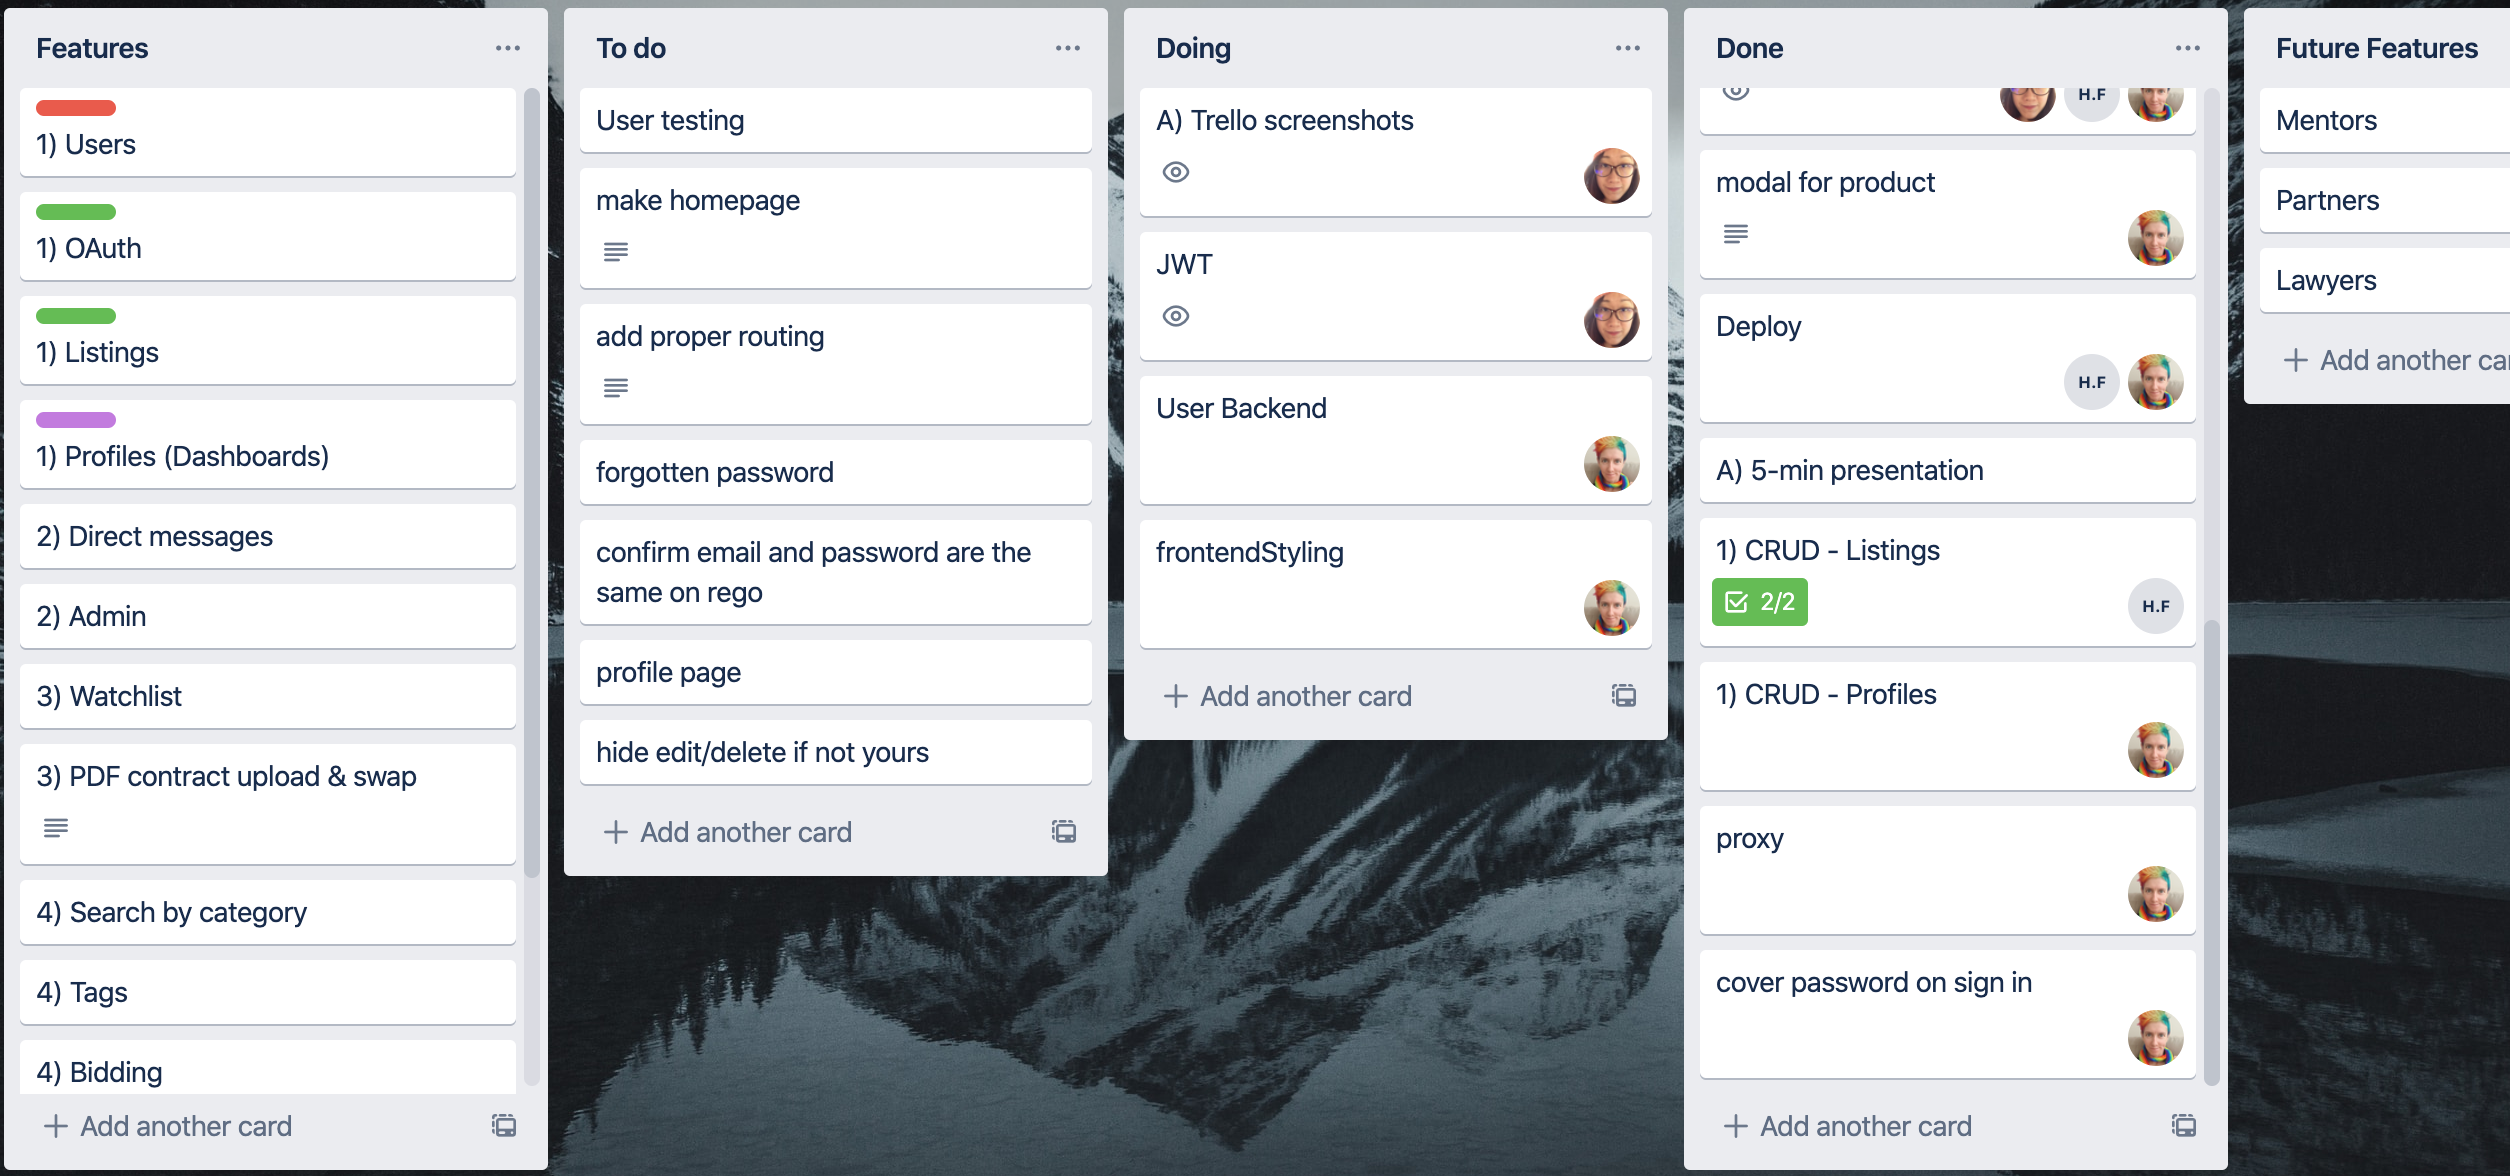 Features
1) Users
1) OAuth
1) Listings
1) Profiles (Dashboards)
2) Direct messages
2) Admin
3) Watchlist
3) PDF contract upload & swap
4) Search by category
4) Tags
4) Bidding
+ Add another card
To do
User testing
make homepage
add proper routing
forgotten password
confirm email and password are the
same on rego
profile page
hide edit/delete if not yours
+ Add another card
Doing
A) Trello screenshots
JWT
User Backend
frontendStyling
+ Add another card
Done
H.F
modal for product
Deploy
H.F
A) 5-min presentation
1) CRUD - Listings
2/2
H.F
1) CRUD - Profiles
proxy
cover password on sign in
+ Add another card
Future Features
Mentors
Partners
Lawyers
+ Add another car